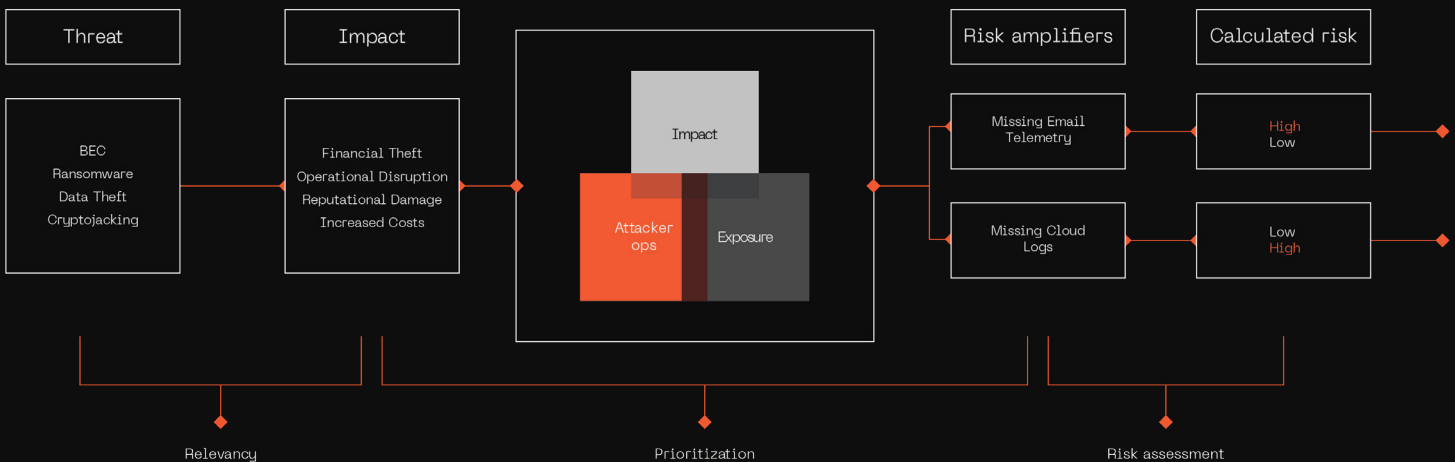 Threat
Impact
Risk amplifiers
Calculated risk
BEC
Ransomware
Data Theft
Cryptojacking
Financial Theft
Operational Disruption
Reputational Damage
Increased Costs
Impact
Attacker
ops
Exposure
Missing Email
Telemetry
High
Low
Missing Cloud
Logs
Low
High
Relevancy
Prioritization
Risk assessment